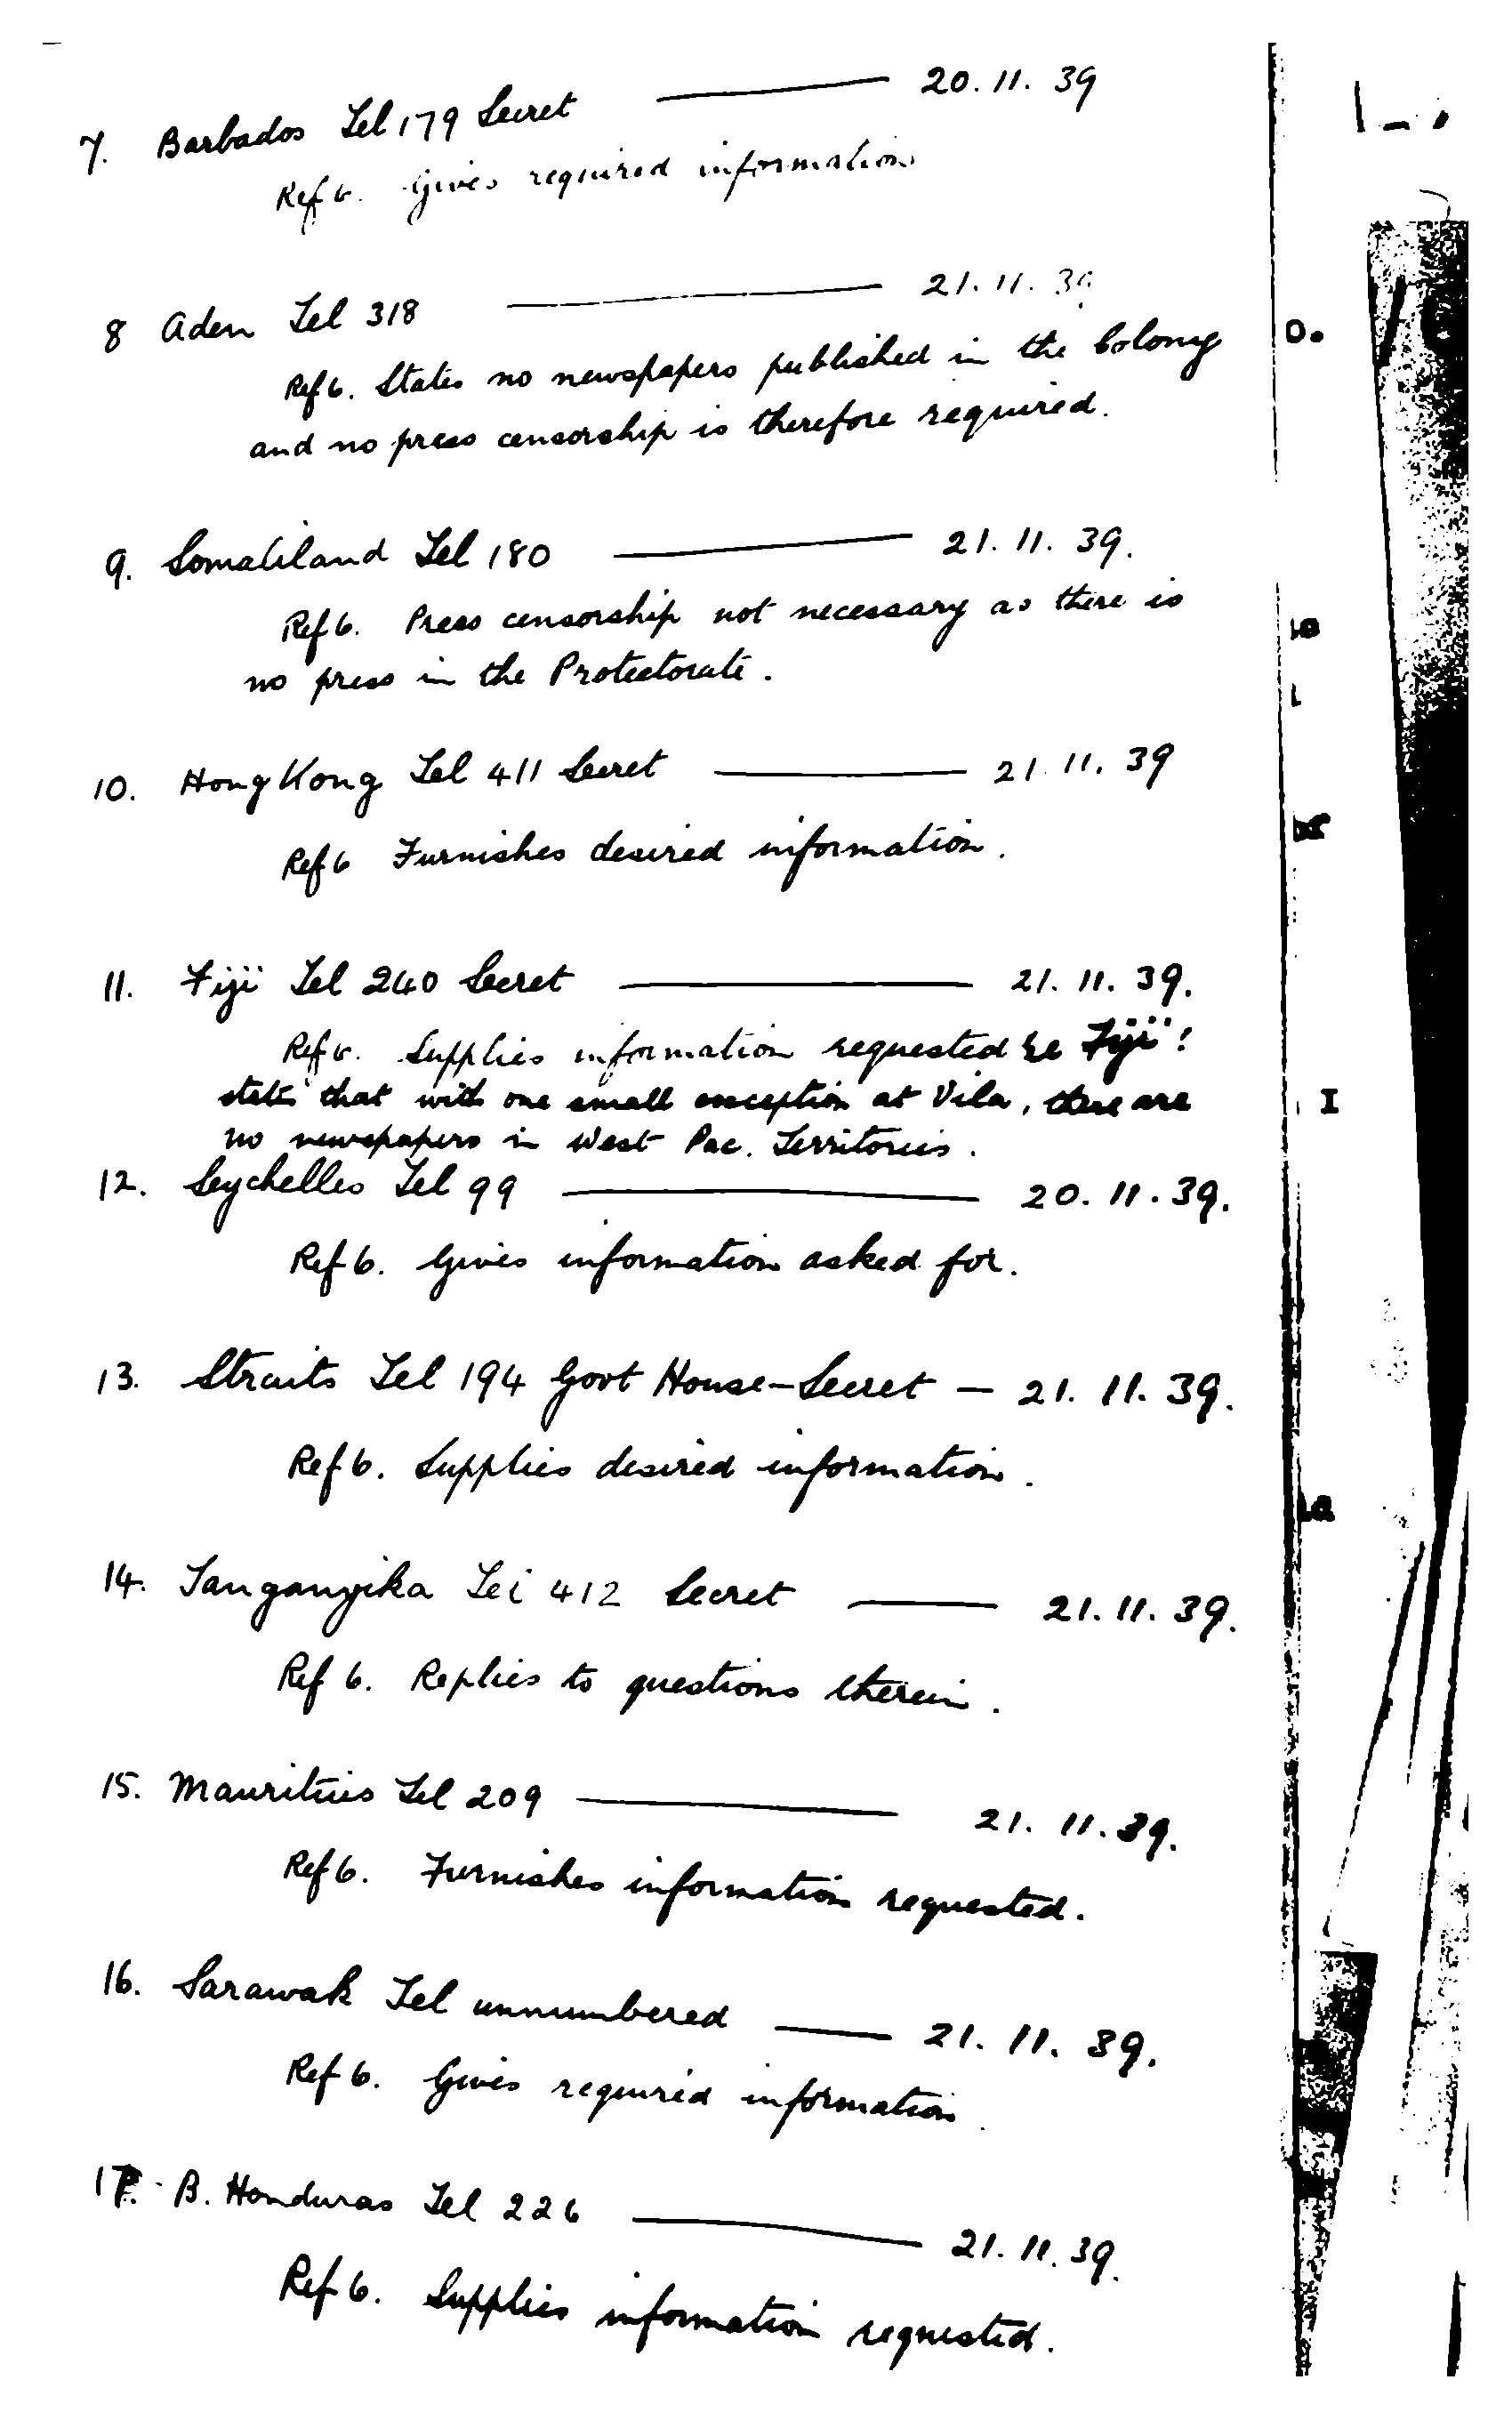 7. Barbados Tel 179 Secret —— 20.11.39
Ref 6. Gives required information
8 Aden Tel 318 —— 21.11.39
Ref 6. States no newspapers published in the Colony
and no press censorship is therefore required.
9. Somaliland Tel 180 —— 21.11.39.
Ref 6. Press censorship not necessary as there is
no press in the Protectorate.
10. Hong Kong Tel 411 Secret —— 21.11.39
Ref 6 Furnishes desired information.
11. Fiji Tel 240 Secret —— 21.11.39.
Ref 6. Supplies information requested re Fiji:
states that with one small exception at Vila, there are
no newspapers in West Pac. Territories.
12. Seychelles Tel 99 —— 20.11.39.
Ref 6. Gives information asked for.
13. Straits Tel 194 Govt House-Secret — 21.11.39.
Ref 6. Supplies desired information.
14. Tanganyika Tel 412 Secret —— 21.11.39.
Ref 6. Replies to questions therein.
15. Mauritius Tel 209 —— 21.11.39.
Ref 6. Furnishes information requested.
16. Sarawak Tel unnumbered —— 21.11.39.
Ref 6. Gives required information.
17. B. Honduras Tel 226 —— 21.11.39.
Ref 6. Supplies information requested.